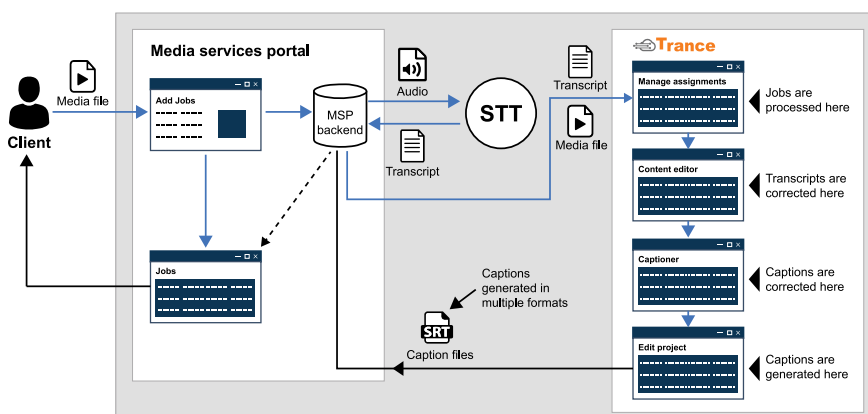 Media services portal
Trance
Media file
Client
Add Jobs
MSP
backend
Audio
Transcript
STT
Transcript
Media file
Manage assignments
Jobs are
processed here
Content editor
Transcripts are
corrected here
Jobs
Captions
generated in
multiple formats
SRT
Caption files
Captioner
Captions are
corrected here
Edit project
Captions are
generated here